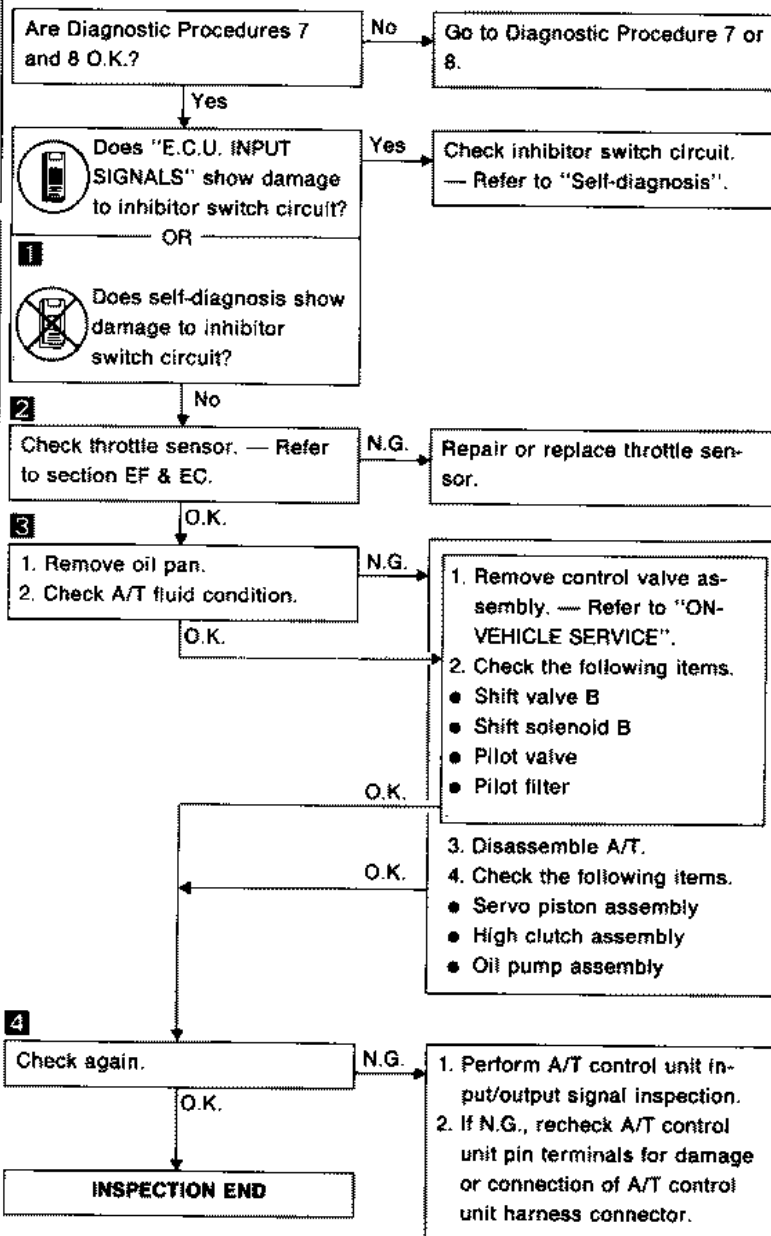 Are Diagnostic Procedures 7
and 8 O.K.?
No
Go to Diagnostic Procedure 7 or
8.
Yes
Does "E.C.U. INPUT
SIGNALS" show damage
to inhibitor switch circuit?
Yes
Check inhibitor switch circuit.
— Refer to "Self-diagnosis".
OR
1
Does self-diagnosis show
damage to inhibitor
switch circuit?
No
2
Check throttle sensor. — Refer
to section EF & EC.
N.G.
Repair or replace throttle sen-
sor.
O.K.
3
1. Remove oil pan.
2. Check A/T fluid condition.
N.G.
O.K.
1. Remove control valve as-
sembly. — Refer to "ON-
VEHICLE SERVICE".
2. Check the following items.
● Shift valve B
● Shift solenoid B
● Pilot valve
● Pilot filter
O.K.
3. Disassemble A/T.
4. Check the following items.
● Servo piston assembly
● High clutch assembly
● Oil pump assembly
O.K.
4
Check again.
N.G.
1. Perform A/T control unit in-
put/output signal inspection.
2. If N.G., recheck A/T control
unit pin terminals for damage
or connection of A/T control
unit harness connector.
O.K.
INSPECTION END